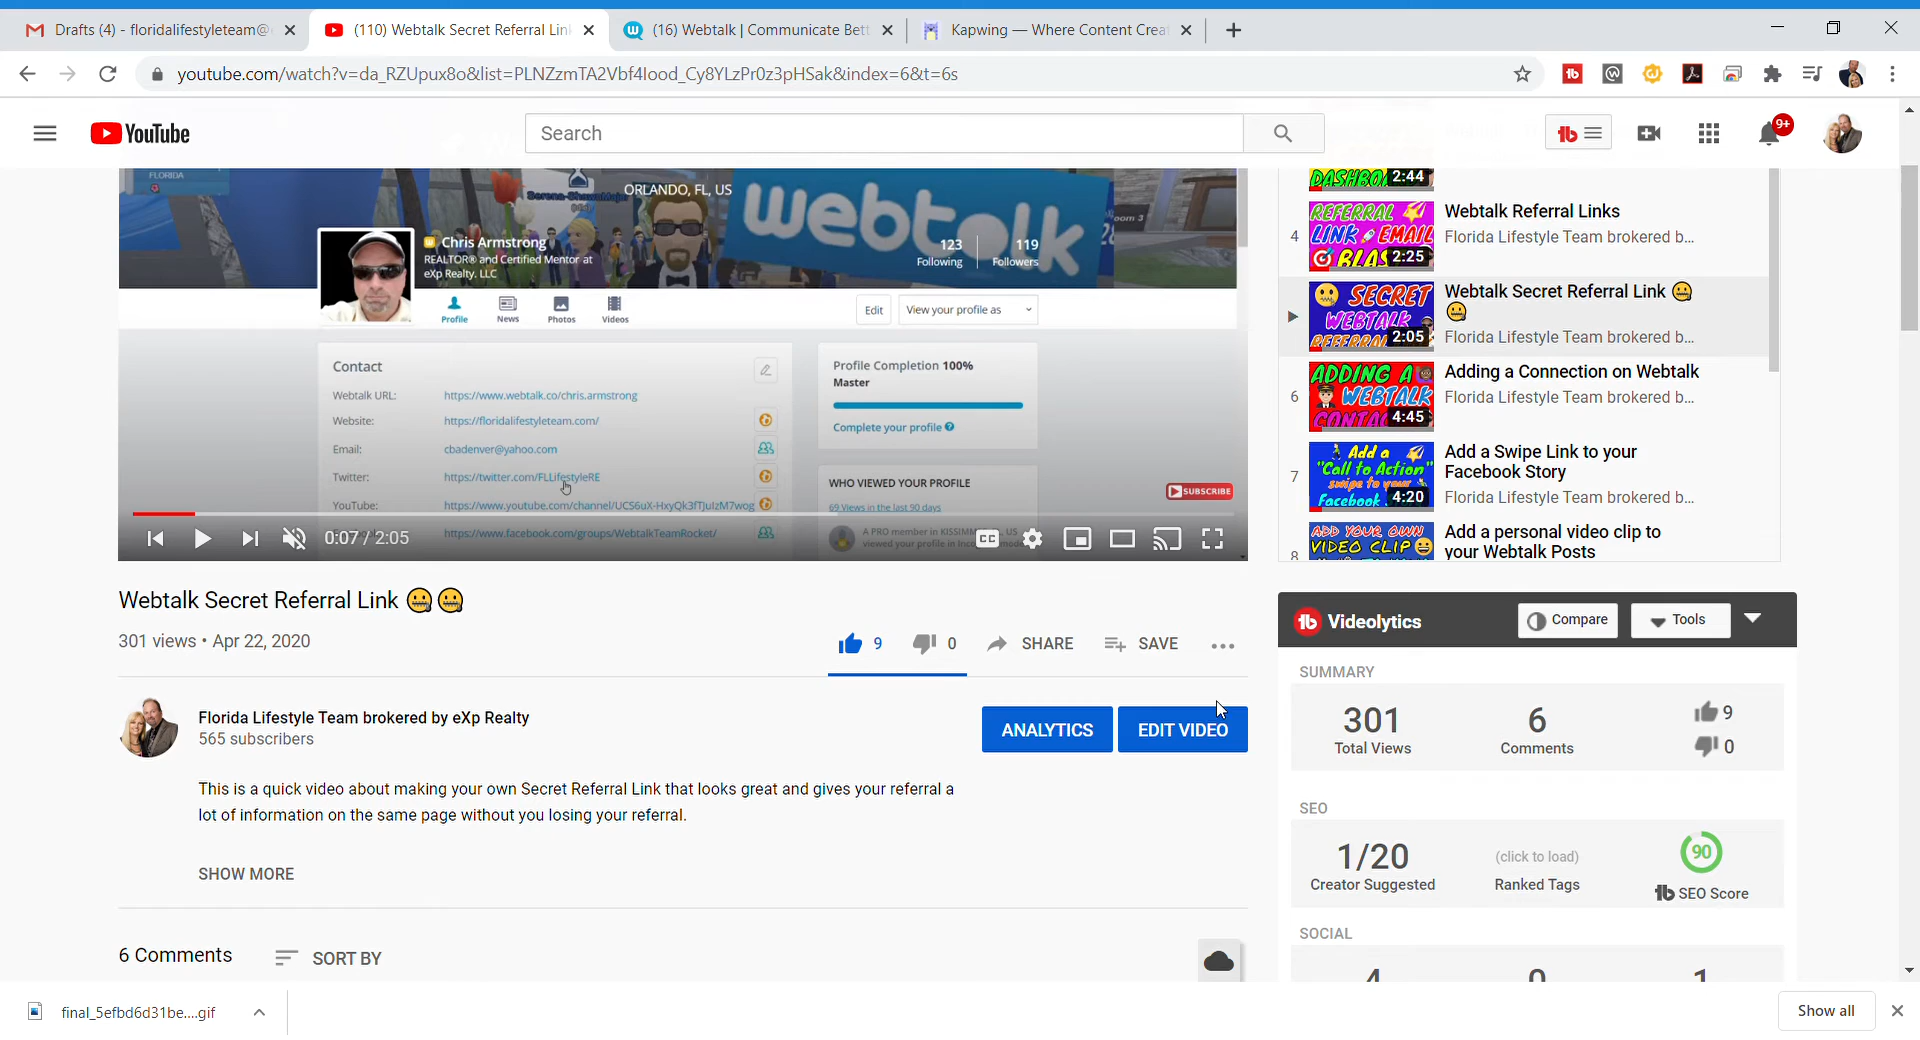 Drafts (4) - floridalifestyleteam@
(110) Webtalk Secret Referral Lin
(16) Webtalk | Communicate Bett
Kapwing — Where Content Creat
youtube.com/watch?v=da_RZUpux8o&list=PLNZzmTA2Vbf4Iood_Cy8YLzPr0z3pHSak&index=6&t=6s
YouTube
Search
9+
FLORIDA
ORLANDO, FL, US
webtalk
Chris Armstrong
REALTOR® and Certified Mentor at
eXp Realty, LLC
123
Following
119
Followers
Profile
News
Photos
Videos
Edit
View your profile as
Contact
Webtalk URL: https://www.webtalk.co/chris.armstrong
Website: https://floridalifestyleteam.com/
Email: cbadenver@yahoo.com
Twitter: https://twitter.com/FLLifestyleRE
YouTube: https://www.youtube.com/channel/UCS6uX-HxyQk3fTJuIzM7wog
https://www.facebook.com/groups/WebtalkTeamRocket/
Profile Completion 100%
Master
Complete your profile
WHO VIEWED YOUR PROFILE
69 Views in the last 90 days
A PRO member in KISSIMMEE, FL, US
viewed your profile in
SUBSCRIBE
0:07 / 2:05
CC
DASHBO
2:44
4
REFERRAL
LINK EMAIL
BLAS
2:25
Webtalk Referral Links
Florida Lifestyle Team brokered b...
SECRET
WEBTALK
REFERRA
2:05
Webtalk Secret Referral Link 🤐
🤐
Florida Lifestyle Team brokered b...
6
ADDING A
WEBTALK
CONTAC
4:45
Adding a Connection on Webtalk
Florida Lifestyle Team brokered b...
7
Add a
"Call to Action"
swipe to your
Facebook S
4:20
Add a Swipe Link to your
Facebook Story
Florida Lifestyle Team brokered b...
8
ADD YOUR OWN
VIDEO CLIP
Add a personal video clip to
your Webtalk Posts
Webtalk Secret Referral Link 🤐🤐
301 views • Apr 22, 2020
9
0
SHARE
SAVE
Florida Lifestyle Team brokered by eXp Realty
565 subscribers
ANALYTICS
EDIT VIDEO
This is a quick video about making your own Secret Referral Link that looks great and gives your referral a
lot of information on the same page without you losing your referral.
SHOW MORE
6 Comments
SORT BY
Videolytics
Compare
Tools
SUMMARY
301
Total Views
6
Comments
9
0
SEO
1/20
Creator Suggested
(click to load)
Ranked Tags
90
SEO Score
SOCIAL
4
0
1
final_5efbd6d31be....gif
Show all